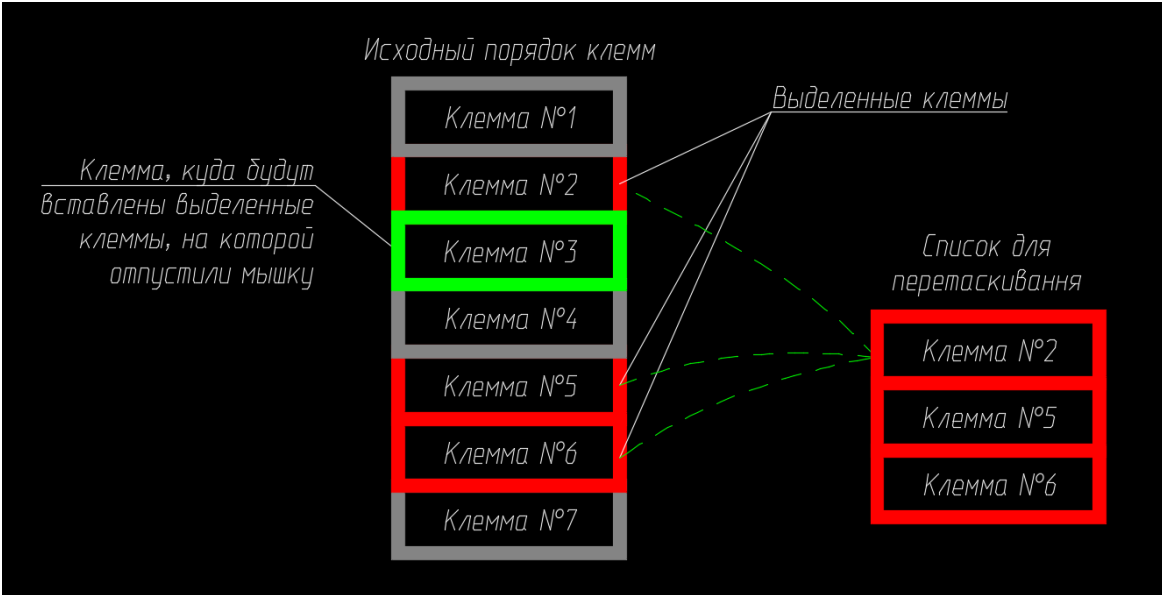 Исходный порядок клемм
Клемма №1
Выделенные клеммы
Клемма, куда будут
вставлены выделенные
клеммы, на которой
отпустили мышку
Клемма №2
Клемма №3
Клемма №4
Клемма №5
Клемма №6
Клемма №7
Список для
перетаскивання
Клемма №2
Клемма №5
Клемма №6